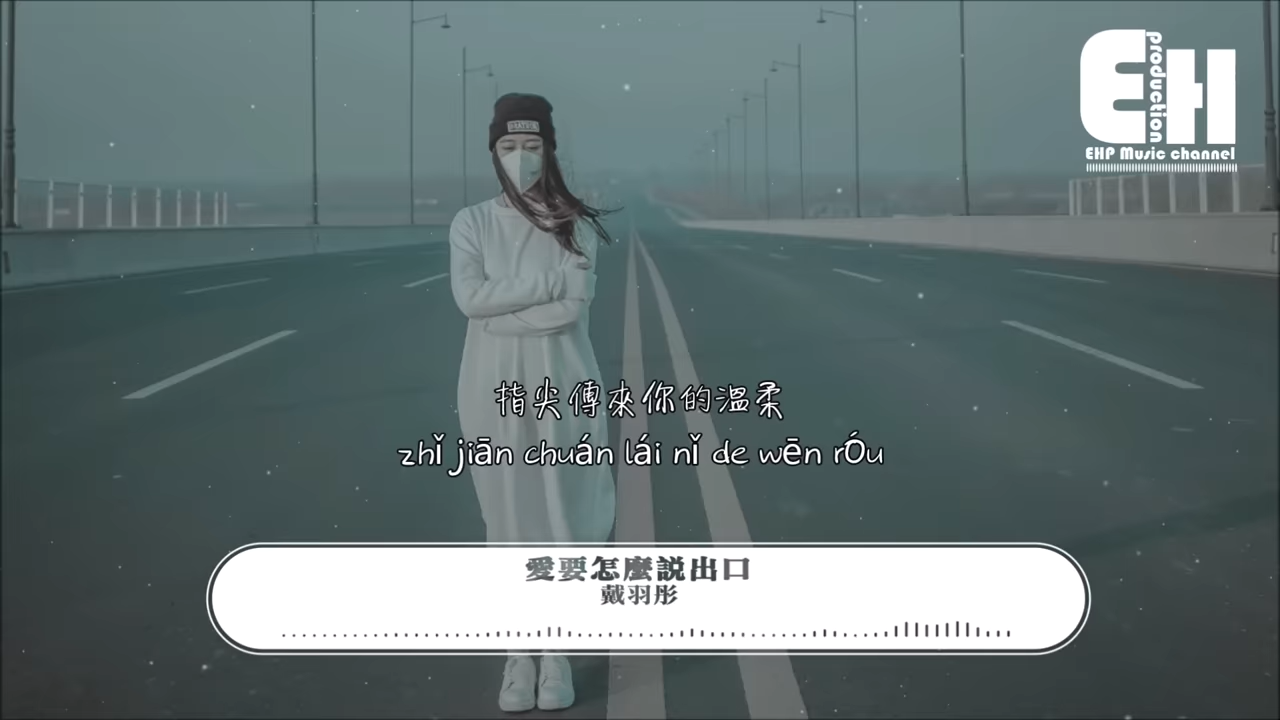 EH
production
EHP Music channel
指尖傳來你的溫柔
zhǐ jiān chuán lái nǐ de wēn róu
愛要怎麼説出口
戴羽彤